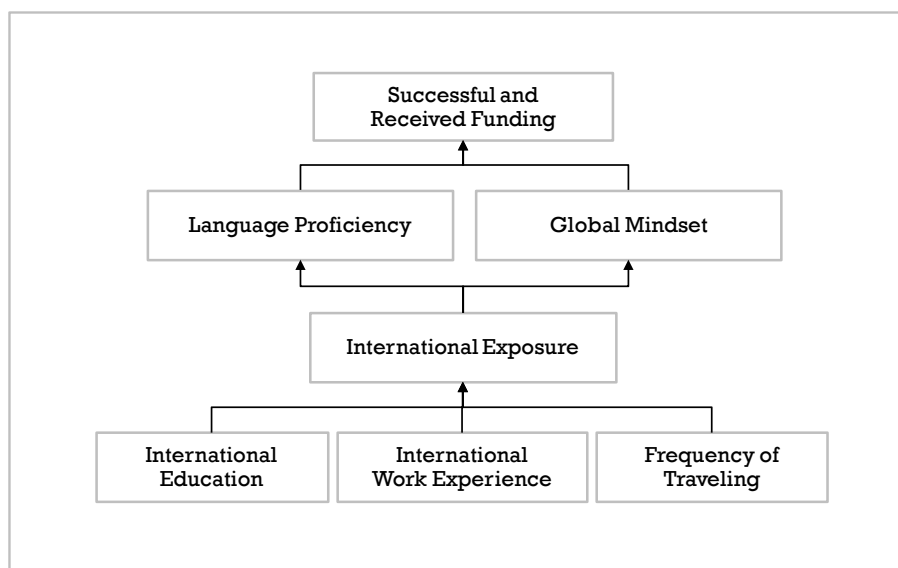 Successful and
Received Funding
Language Proficiency
Global Mindset
International Exposure
International
Education
International
Work Experience
Frequency of
Traveling